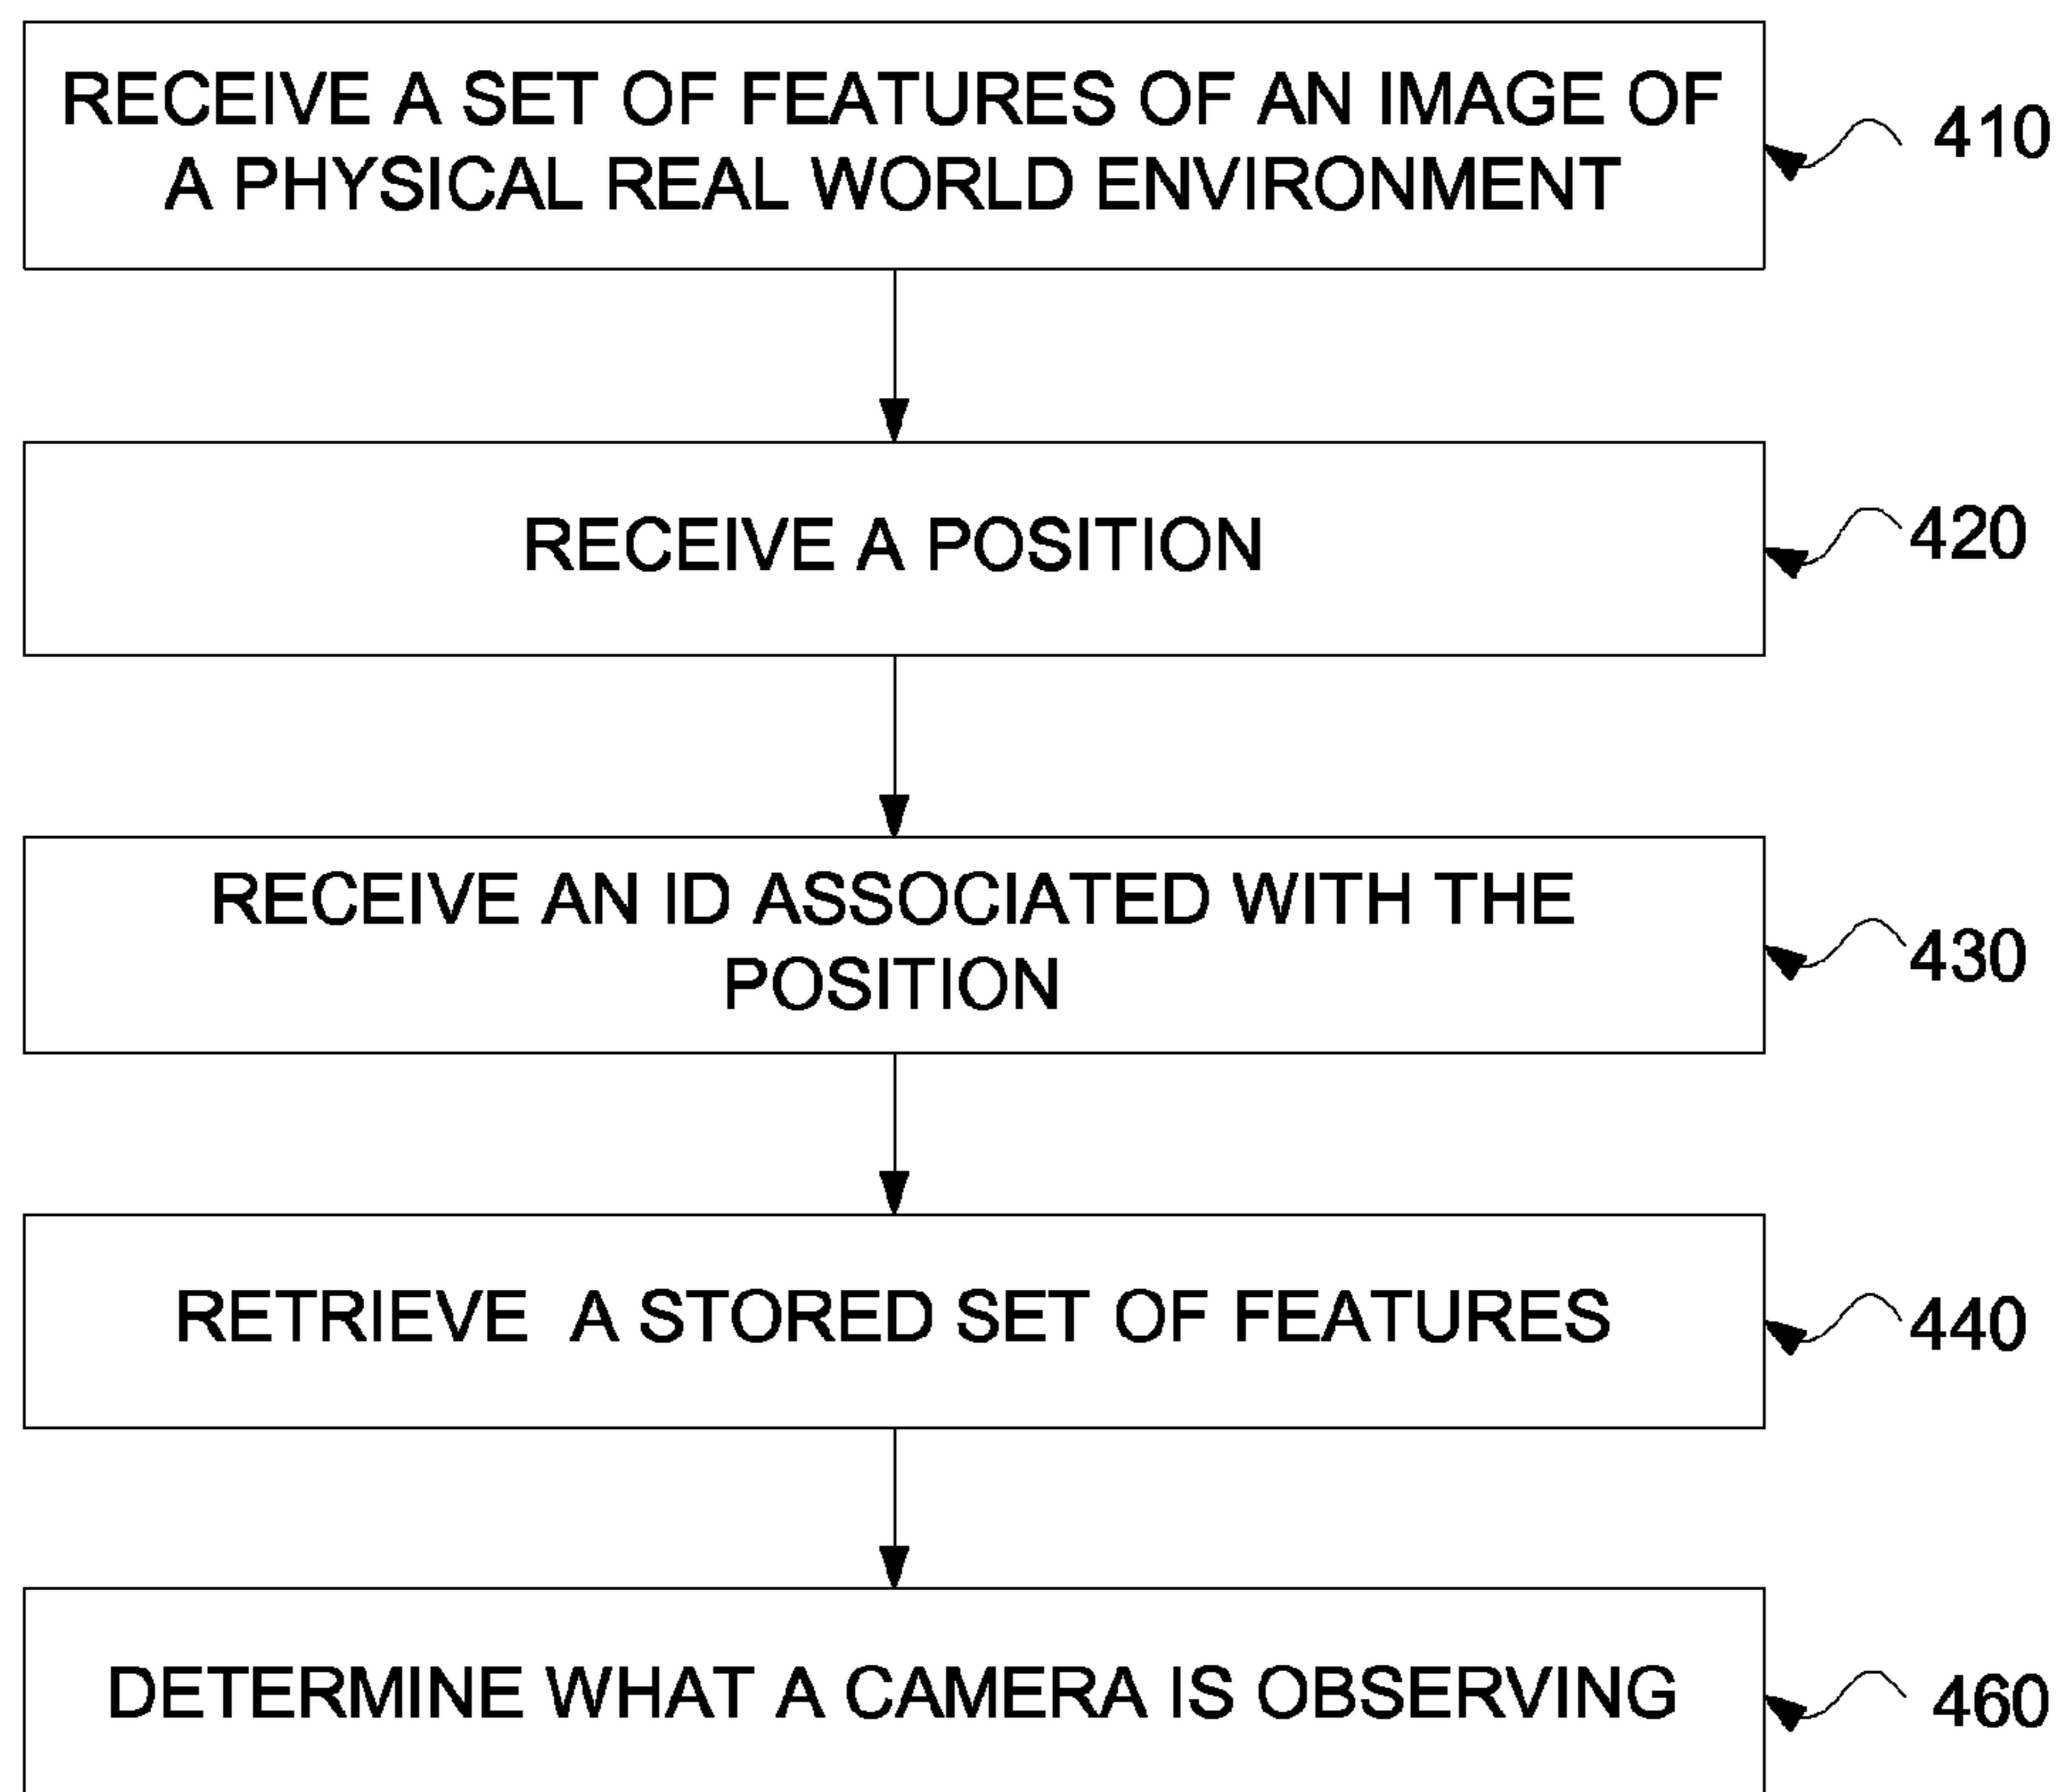 RECEIVE A SET OF FEATURES OF AN IMAGE OF
A PHYSICAL REAL WORLD ENVIRONMENT
410
RECEIVE A POSITION
420
RECEIVE AN ID ASSOCIATED WITH THE
POSITION
430
RETRIEVE A STORED SET OF FEATURES
440
DETERMINE WHAT A CAMERA IS OBSERVING
460